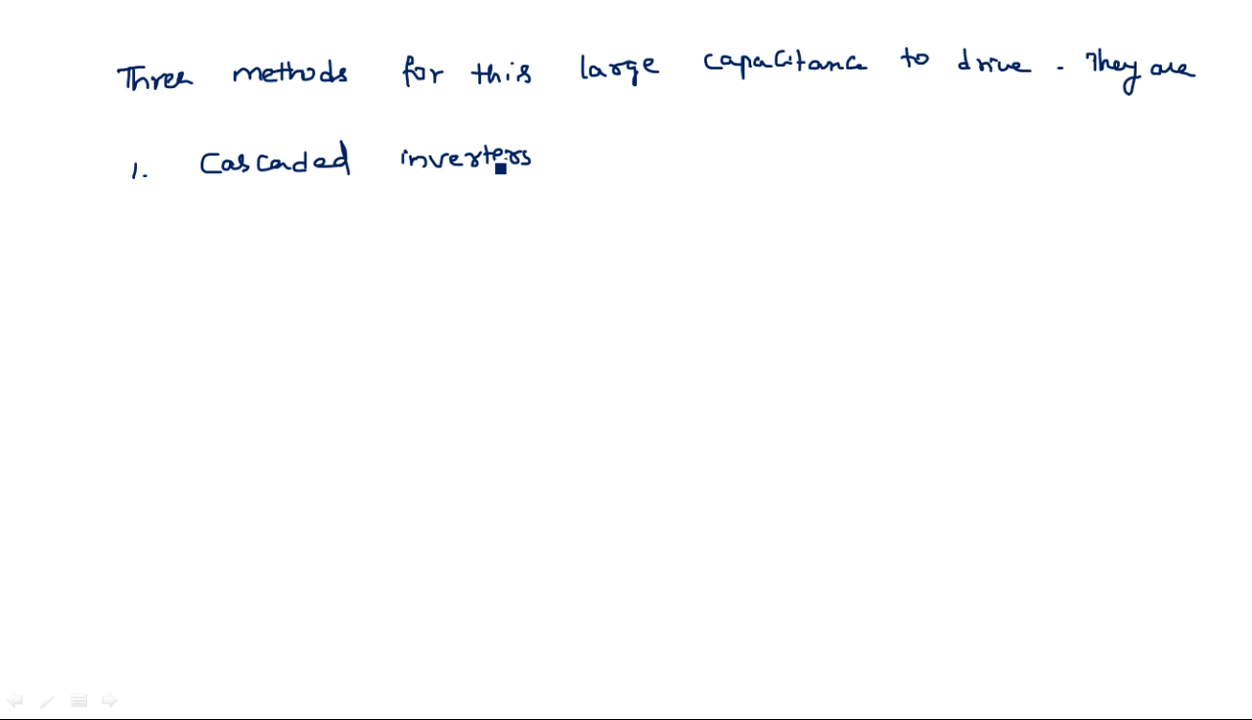 Three methods for this large capacitance to drive. They are
1. Cascaded inverters